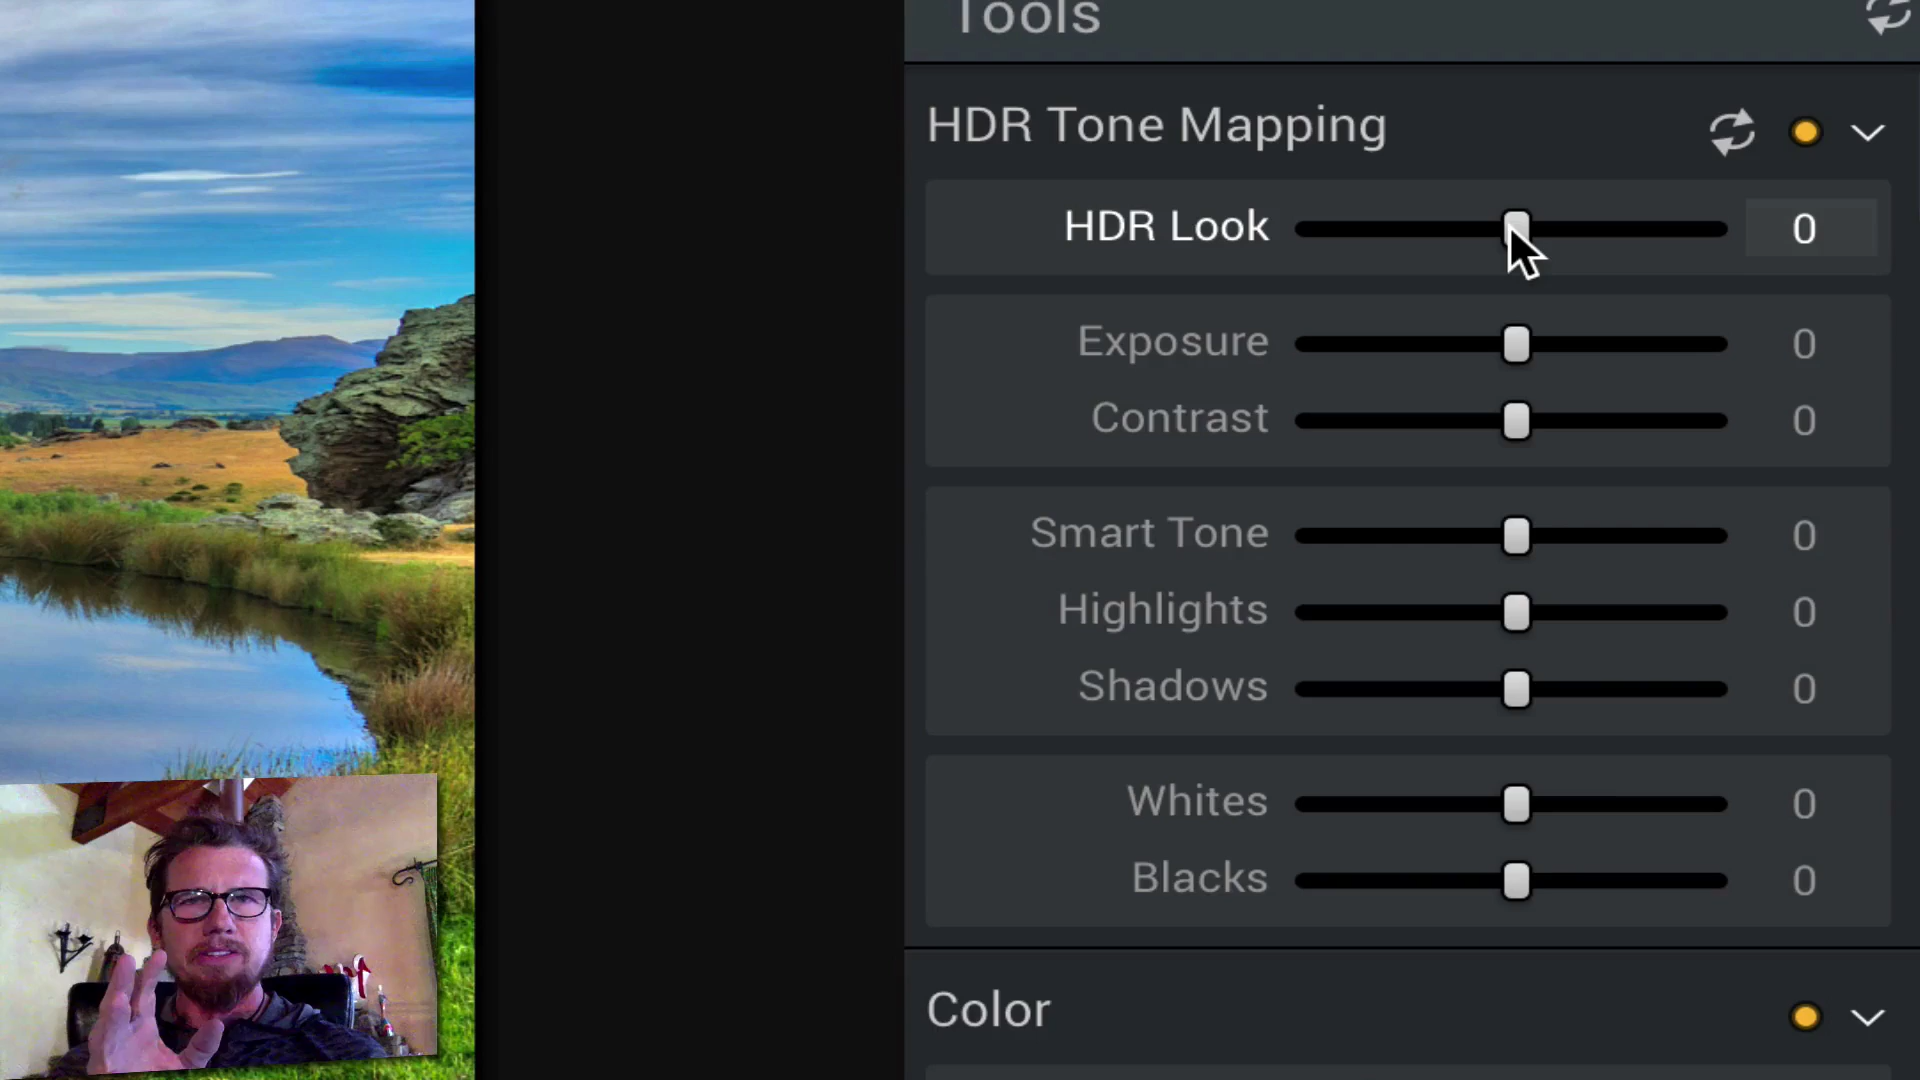 Tools
HDR Tone Mapping
HDR Look 0
Exposure 0
Contrast 0
Smart Tone 0
Highlights 0
Shadows 0
Whites 0
Blacks 0
Color